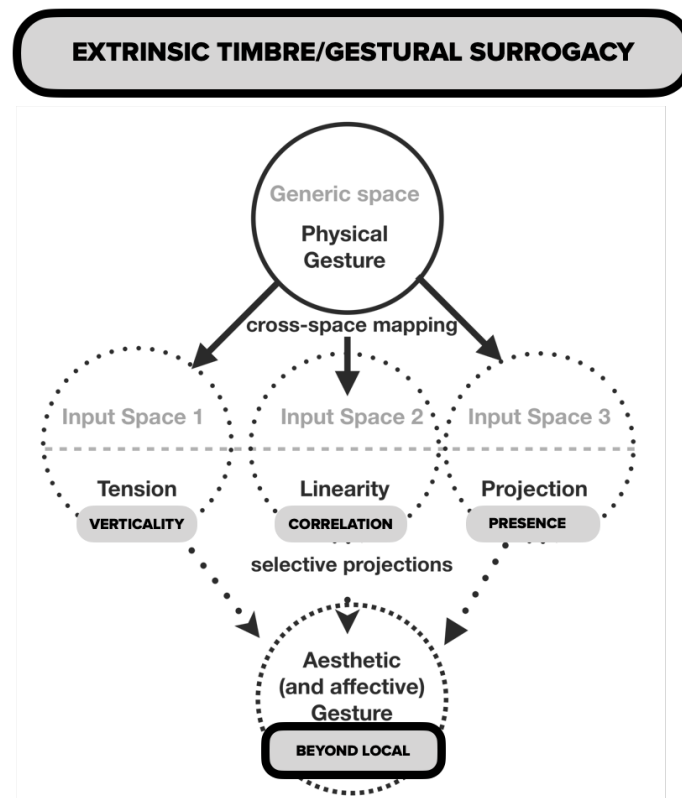 EXTRINSIC TIMBRE/GESTURAL SURROGACY
Generic space
Physical
Gesture
cross-space mapping
Input Space 1
Input Space 2
Input Space 3
Tension
Linearity
Projection
VERTICALITY
CORRELATION
PRESENCE
selective projections
Aesthetic
(and affective)
Gesture
BEYOND LOCAL